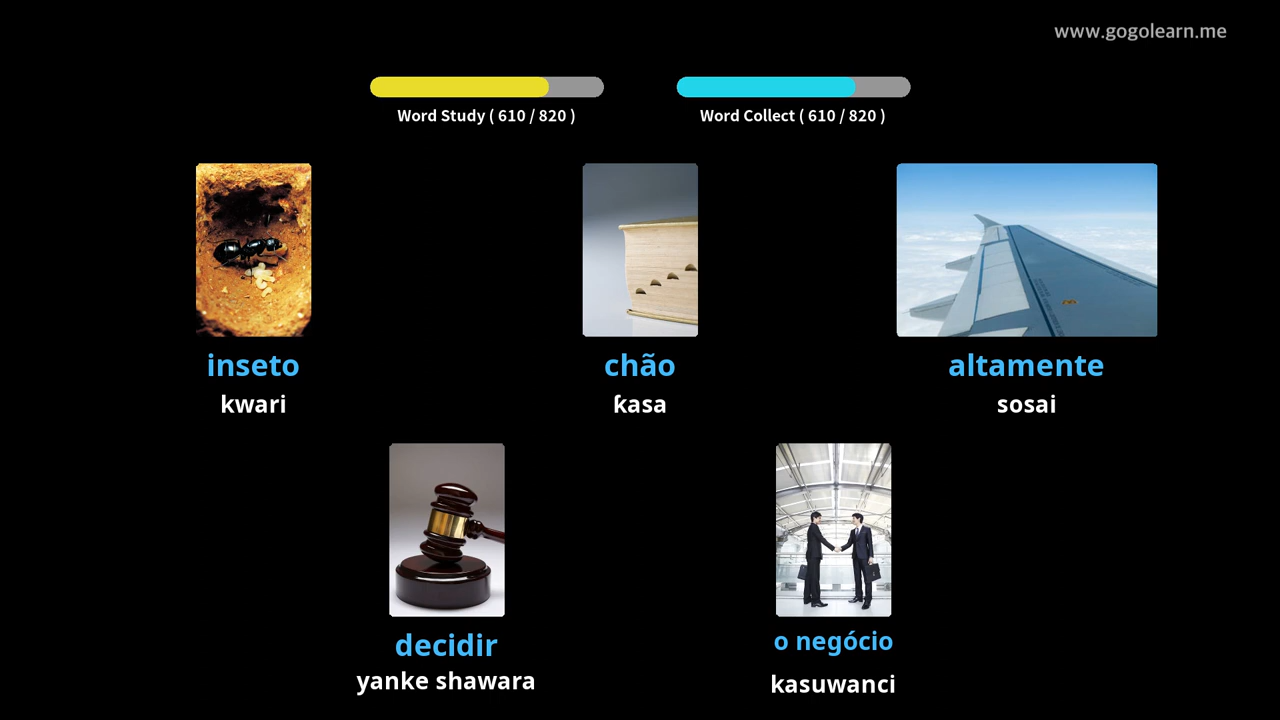 www.gogolearn.me
Word Study ( 610 / 820 )
Word Collect ( 610 / 820 )
inseto
kwari
chão
ƙasa
altamente
sosai
decidir
yanke shawara
o negócio
kasuwanci